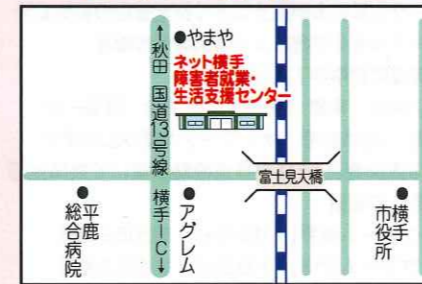 ●やまや
↑秋田 国道13号線 横手IC↓
ネット横手
障害者就業・
生活支援センター
富士見大橋
平鹿
総合病院
アグレム
横手
市役所